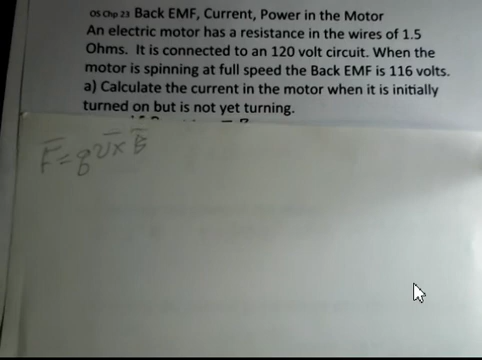 OS Chp 23 Back EMF, Current, Power in the Motor
An electric motor has a resistance in the wires of 1.5
Ohms. It is connected to an 120 volt circuit. When the
motor is spinning at full speed the Back EMF is 116 volts.
a) Calculate the current in the motor when it is initially
turned on but is not yet turning.
F̅ = q v̅ × B̅